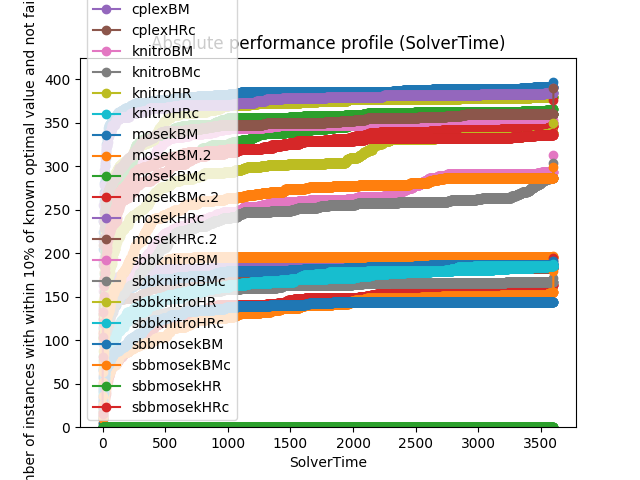 Absolute performance profile (SolverTime)
cplexBM
cplexHRc
knitroBM
knitroBMc
knitroHR
knitroHRc
mosekBM
mosekBM.2
mosekBMc
mosekBMc.2
mosekHRc
mosekHRc.2
sbbknitroBM
sbbknitroBMc
sbbknitroHR
sbbknitroHRc
sbbmosekBM
sbbmosekBMc
sbbmosekHR
sbbmosekHRc
400
350
300
250
200
150
100
50
0
0 500 1000 1500 2000 2500 3000 3500
SolverTime
of instances with within 10% of known optimal value and not